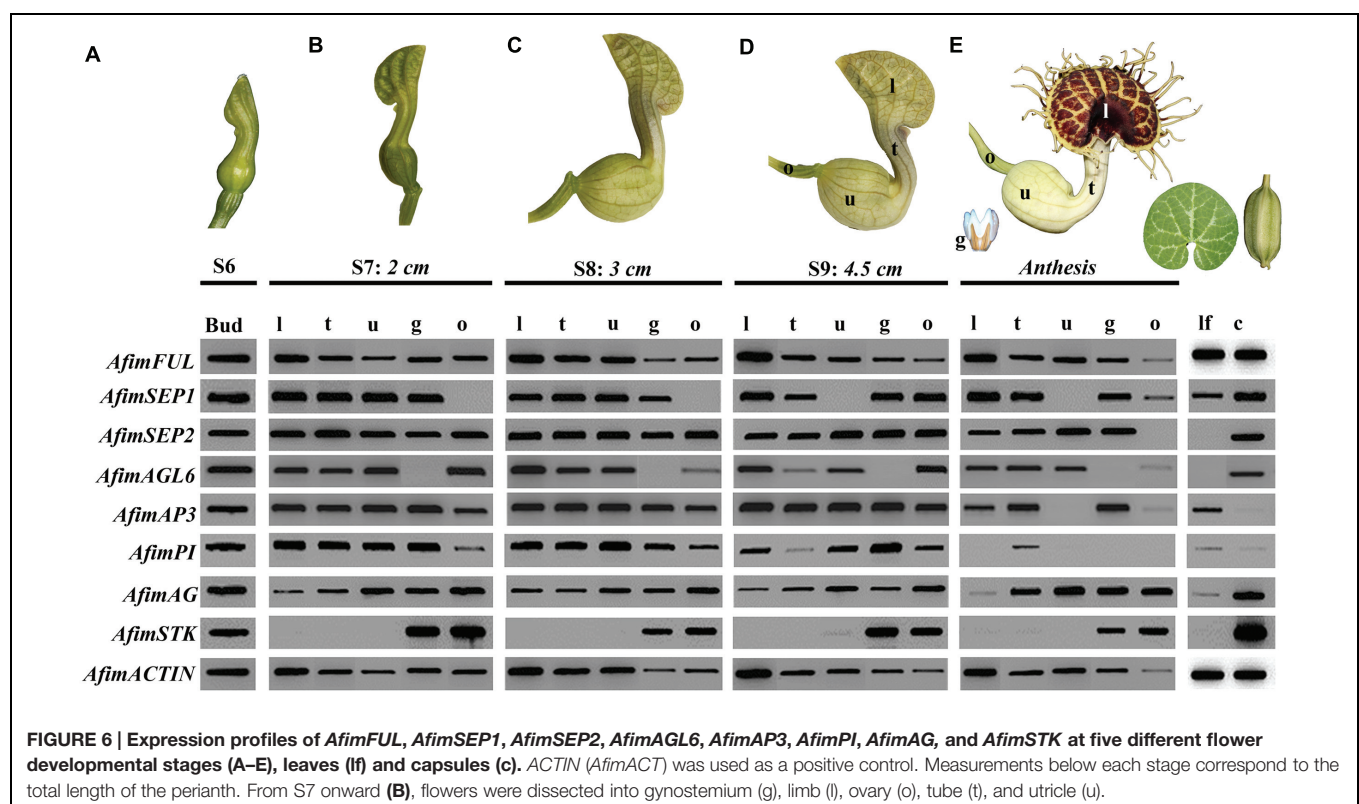 A B C D E
l l
o t o
u u t
g
S6 S7: 2 cm S8: 3 cm S9: 4.5 cm Anthesis
Bud l t u g o l t u g o l t u g o l t u g o lf c
AfimFUL
AfimSEP1
AfimSEP2
AfimAGL6
AfimAP3
AfimPI
AfimAG
AfimSTK
AfimACTIN
FIGURE 6 | Expression profiles of AfimFUL, AfimSEP1, AfimSEP2, AfimAGL6, AfimAP3, AfimPI, AfimAG, and AfimSTK at five different flower
developmental stages (A–E), leaves (lf) and capsules (c). ACTIN (AfimACT) was used as a positive control. Measurements below each stage correspond to the
total length of the perianth. From S7 onward (B), flowers were dissected into gynostemium (g), limb (l), ovary (o), tube (t), and utricle (u).